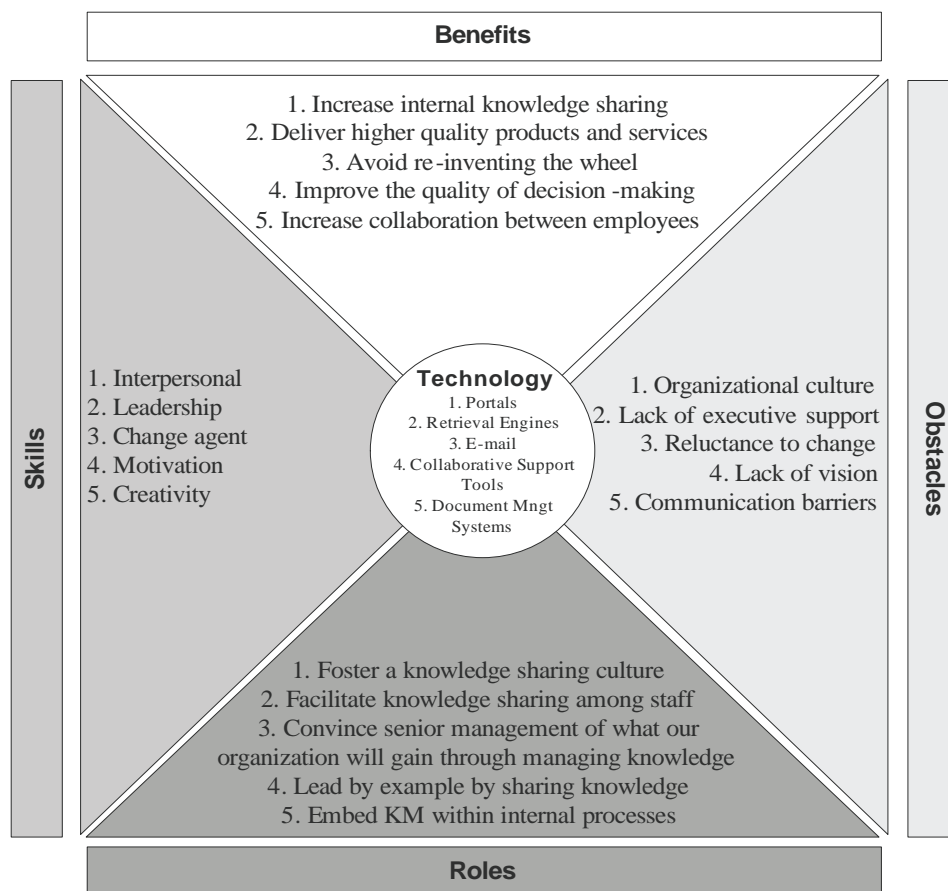 Benefits
1. Increase internal knowledge sharing
2. Deliver higher quality products and services
3. Avoid re-inventing the wheel
4. Improve the quality of decision -making
5. Increase collaboration between employees
Skills
1. Interpersonal
2. Leadership
3. Change agent
4. Motivation
5. Creativity
Technology
1. Portals
2. Retrieval Engines
3. E-mail
4. Collaborative Support
Tools
5. Document Mngt
Systems
1. Organizational culture
2. Lack of executive support
3. Reluctance to change
4. Lack of vision
5. Communication barriers
Obstacles
1. Foster a knowledge sharing culture
2. Facilitate knowledge sharing among staff
3. Convince senior management of what our
organization will gain through managing knowledge
4. Lead by example by sharing knowledge
5. Embed KM within internal processes
Roles